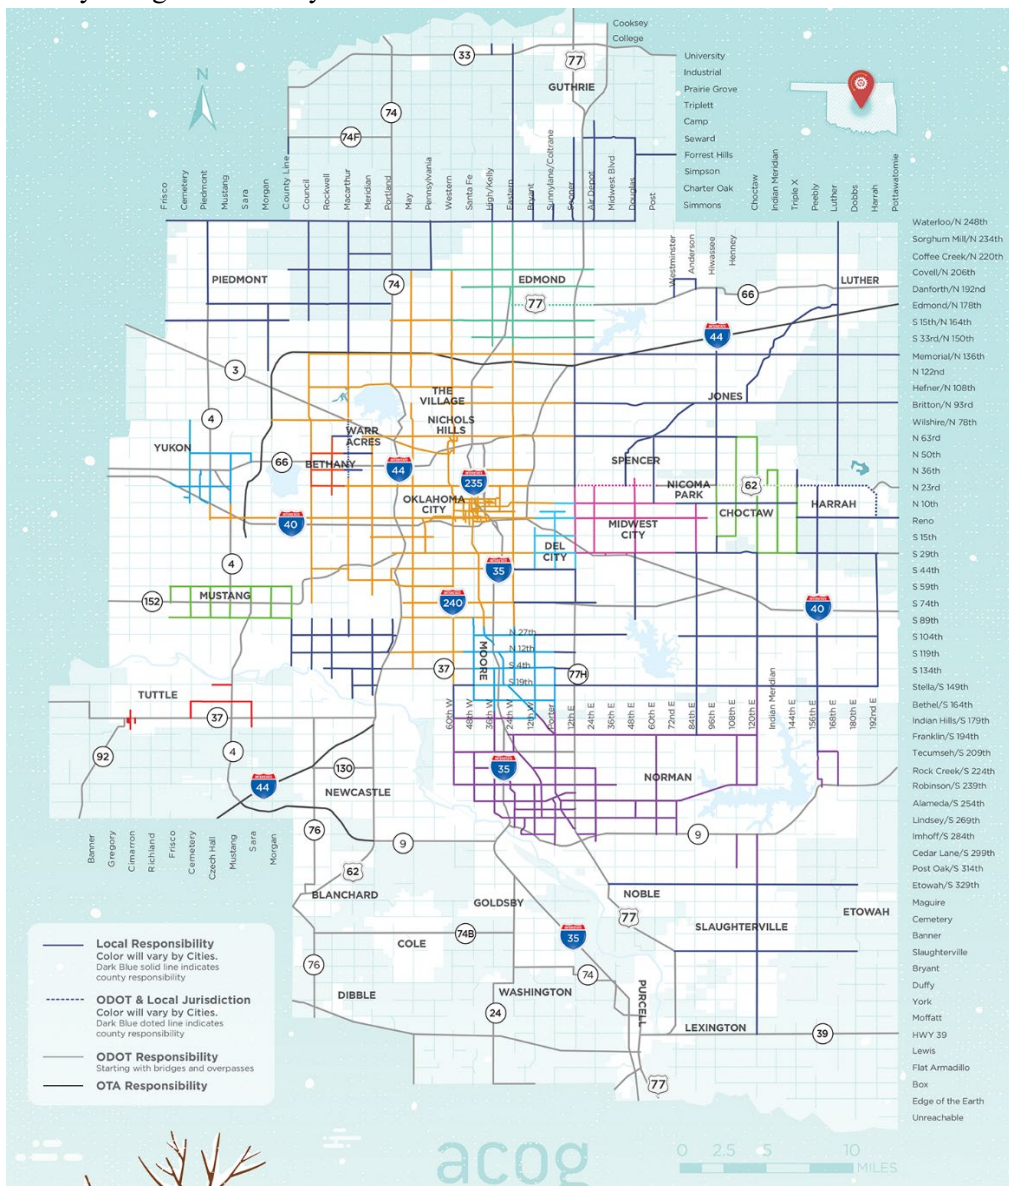 Cooksey
College
University
Industrial
Prairie Grove
Triplett
Camp
Seward
Forrest Hills
Simpson
Charter Oak
Simmons
N
33
77
GUTHRIE
74
74F
Frisco
Cemetery
Piedmont
Mustang
Sara
Morgan
County Line
Council
Rockwell
Macarthur
Meridian
Portland
May
Pennsylvania
Western
Santa Fe
High/Kelly
Eastern
Bryant
Sunnylane/Coltrane
Sooner
Air Depot
Midwest Blvd
Douglas
Post
Westminster
Anderson
Hiwassee
Henney
Choctaw
Indian Meridian
Triple X
Peebly
Luther
Dobbs
Harrah
Pottawatomie
Waterloo/N 248th
Sorghum Mill/N 234th
Coffee Creek/N 220th
Covell/N 206th
Danforth/N 192nd
Edmond/N 178th
S 15th/N 164th
S 33rd/N 150th
Memorial/N 136th
N 122nd
Hefner/N 108th
Britton/N 93rd
Wilshire/N 78th
N 63rd
N 50th
N 36th
N 23rd
N 10th
Reno
S 15th
S 29th
S 44th
S 59th
S 74th
S 89th
S 104th
S 119th
S 134th
Stella/S 149th
Bethel/S 164th
Indian Hills/S 179th
Franklin/S 194th
Tecumseh/S 209th
Rock Creek/S 224th
Robinson/S 239th
Alameda/S 254th
Lindsey/S 269th
Imhoff/S 284th
Cedar Lane/S 299th
Post Oak/S 314th
Etowah/S 329th
Maguire
Cemetery
Banner
Slaughterville
Bryant
Duffy
York
Moffatt
HWY 39
Lewis
Flat Armadillo
Box
Edge of the Earth
Unreachable
PIEDMONT
74
EDMOND
77
66
LUTHER
44
3
4
THE
VILLAGE
NICHOLS
HILLS
JONES
YUKON
66
WARR
ACRES
BETHANY
44
235
SPENCER
NICOMA
PARK
62
CHOCTAW
HARRAH
OKLAHOMA
CITY
40
MIDWEST
CITY
DEL
CITY
4
35
152
MUSTANG
240
40
N 27th
N 12th
S 4th
S 19th
MOORE
37
77H
60th W
48th W
36th W
24th W
12th W
Porter
12th E
24th E
36th E
48th E
60th E
72nd E
84th E
96th E
108th E
120th E
Indian Meridian
144th E
156th E
168th E
180th E
192nd E
TUTTLE
37
92
4
44
130
NEWCASTLE
35
NORMAN
76
9
9
62
Banner
Gregory
Cimarron
Richland
Frisco
Cemetery
Czech Hall
Mustang
Sara
Morgan
BLANCHARD
GOLDSBY
NOBLE
77
SLAUGHTERVILLE
ETOWAH
COLE
74B
35
76
74
DIBBLE
WASHINGTON
24
PURCELL
LEXINGTON
39
77
Local Responsibility
Color will vary by Cities.
Dark Blue solid line indicates
county responsibility
ODOT & Local Jurisdiction
Color will vary by Cities.
Dark Blue doted line indicates
county responsibility
ODOT Responsibility
Starting with bridges and overpasses
OTA Responsibility
acog
0 2.5 5 10
MILES